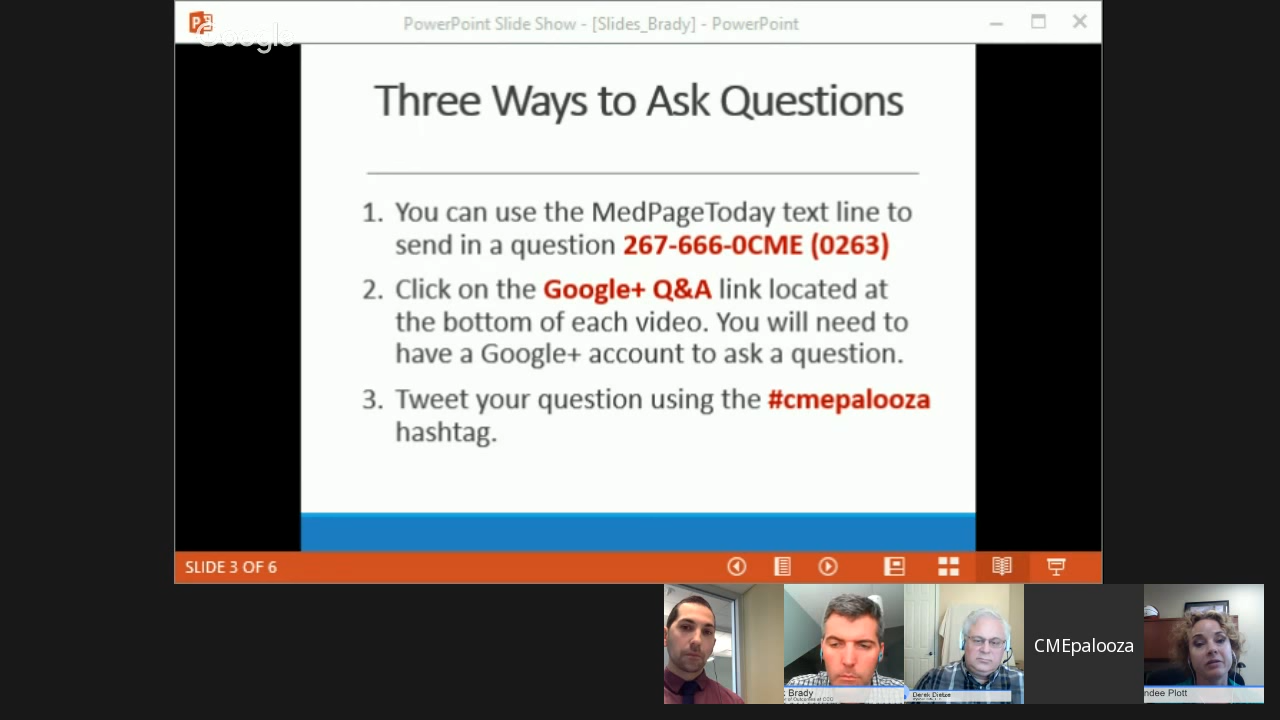 Google
PowerPoint Slide Show - [Slides_Brady] - PowerPoint
Three Ways to Ask Questions
1. You can use the MedPageToday text line to
send in a question 267-666-0CME (0263)
2. Click on the Google+ Q&A link located at
the bottom of each video. You will need to
have a Google+ account to ask a question.
3. Tweet your question using the #cmepalooza
hashtag.
SLIDE 3 OF 6
CMEpalooza
Brady
Derek Dietze
ndee Plott